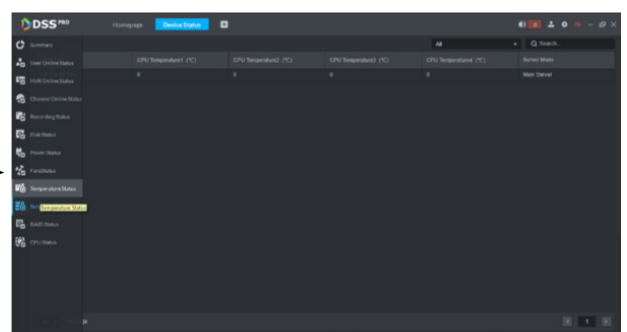 DSS PRO
Homepage
Device Status
All
Search...
Summary
User Online Status
NVR Online Status
Channel Online Status
Recording Status
Disk Status
Power Status
FansStatus
Temperature Status
Temperature Status
RAID Status
CPU Status
CPU Temperature1 (°C) CPU Temperature2 (°C) CPU Temperature3 (°C) CPU Temperature4 (°C) Server Mode
0 0 0 0 Main Server
1